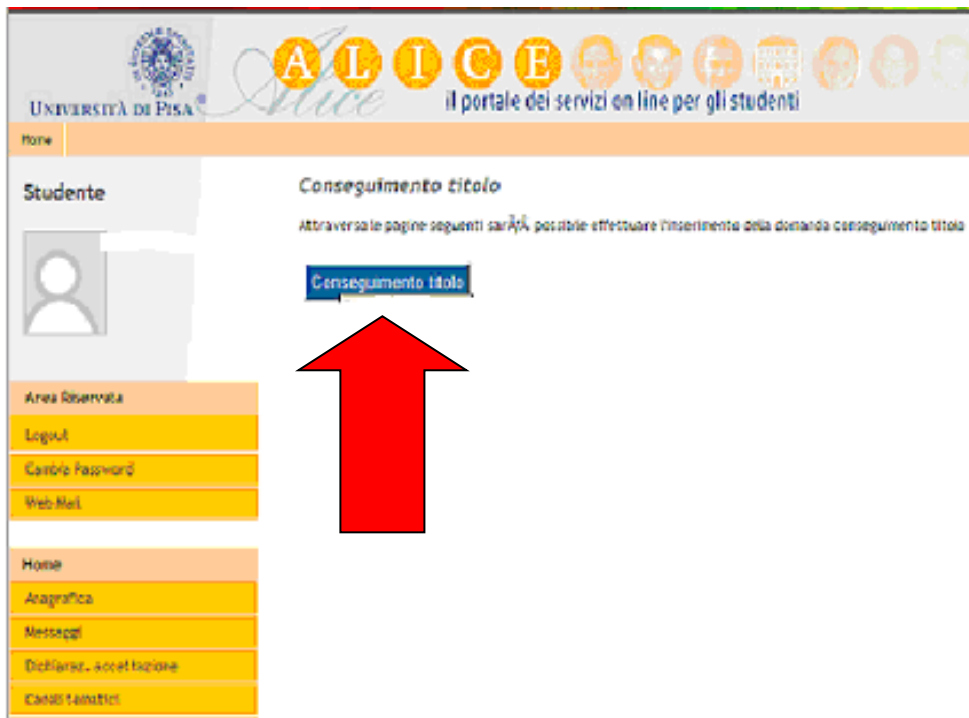 UNIVERSITÀ DI PISA
Alice
ALICE
il portale dei servizi on line per gli studenti
Home
Studente
Conseguimento titolo
Attraverso le pagine seguenti sarÃ Â possibile effettuare l'inserimento della domanda conseguimento titolo
Conseguimento titolo
Area Riservata
Logout
Cambia Password
Web Mail
Home
Anagrafica
Messaggi
Dichiaraz. accettazione
Canali tematici